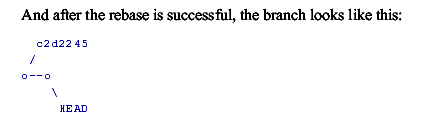 And after the rebase is successful, the branch looks like this:
c2d2245
/
o--o
\
HEAD